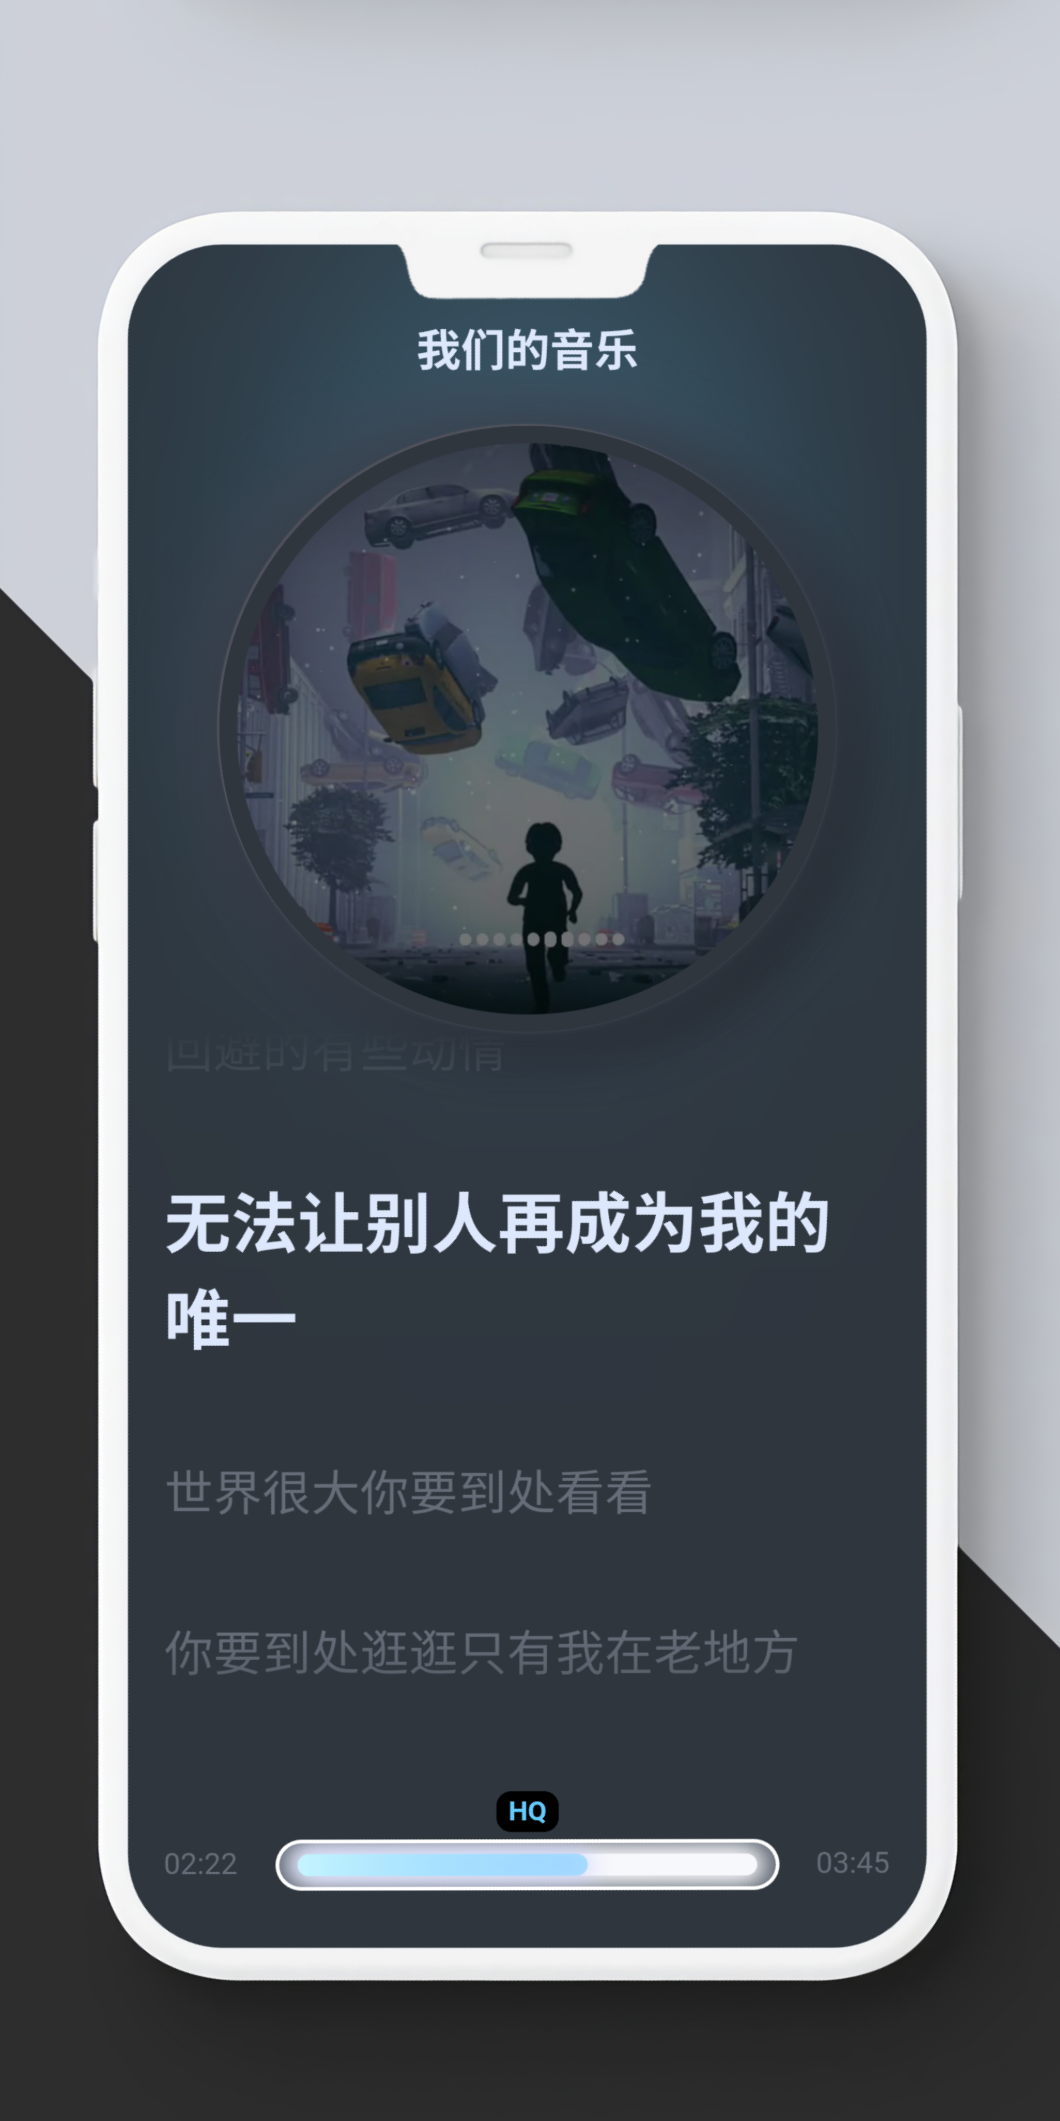 我们的音乐
回避的有些动情
无法让别人再成为我的
唯一
世界很大你要到处看看
你要到处逛逛只有我在老地方
HQ
02:22
03:45